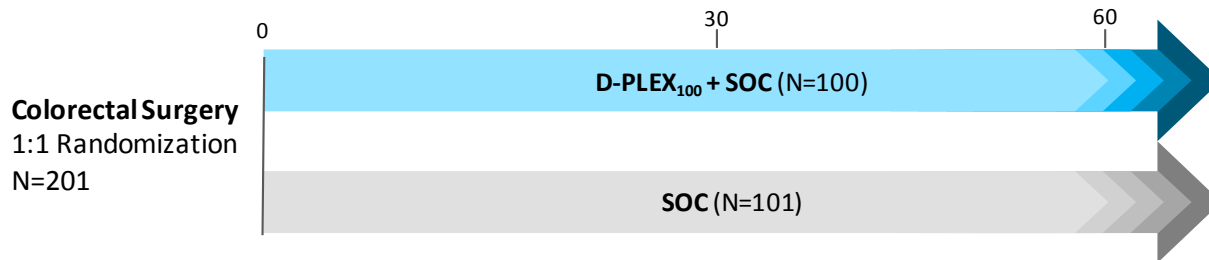 0
30
60
D-PLEX100 + SOC (N=100)
Colorectal Surgery
1:1 Randomization
N=201
SOC (N=101)